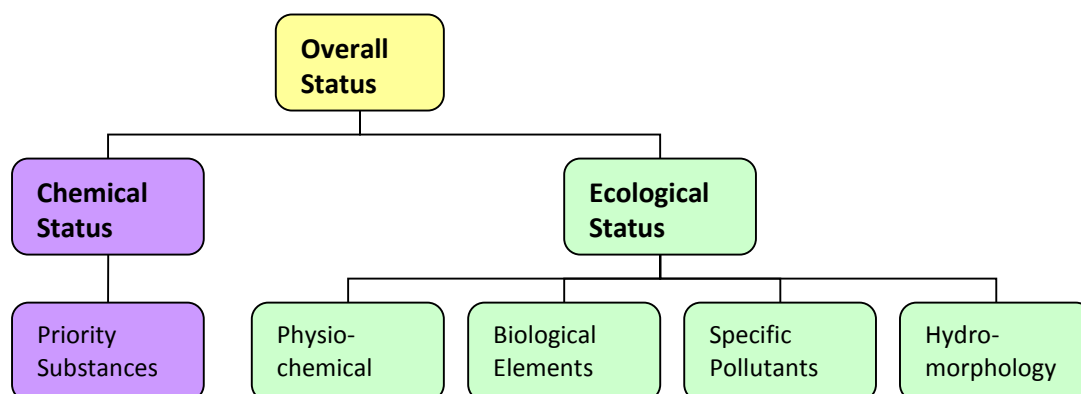 Overall
Status
Chemical
Status
Ecological
Status
Priority
Substances
Physio-
chemical
Biological
Elements
Specific
Pollutants
Hydro-
morphology